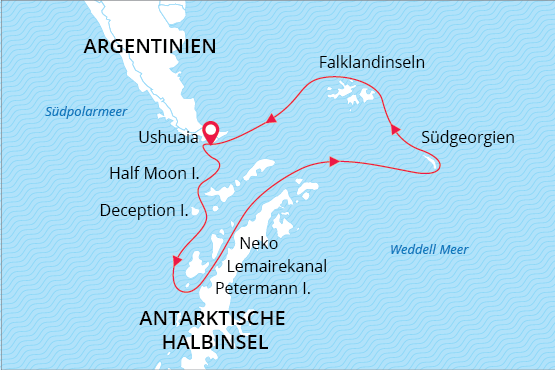 ARGENTINIEN
Falklandinseln
Südpolarmeer
Ushuaia
Südgeorgien
Half Moon I.
Deception I.
Neko
Weddell Meer
Lemairekanal
Petermann I.
ANTARKTISCHE
HALBINSEL